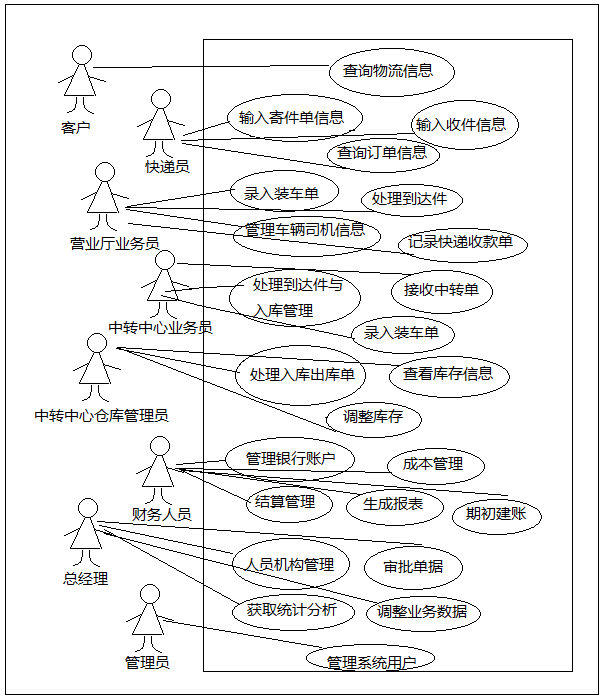 查询物流信息
客户
输入寄件单信息
输入收件信息
快递员
查询订单信息
录入装车单
处理到达件
管理车辆司机信息
营业厅业务员
记录快递收款单
处理到达件与
入库管理
接收中转单
中转中心业务员
录入装车单
处理入库出库单
查看库存信息
中转中心仓库管理员
调整库存
管理银行账户
成本管理
结算管理
生成报表
期初建账
财务人员
人员机构管理
审批单据
总经理
获取统计分析
调整业务数据
管理员
管理系统用户